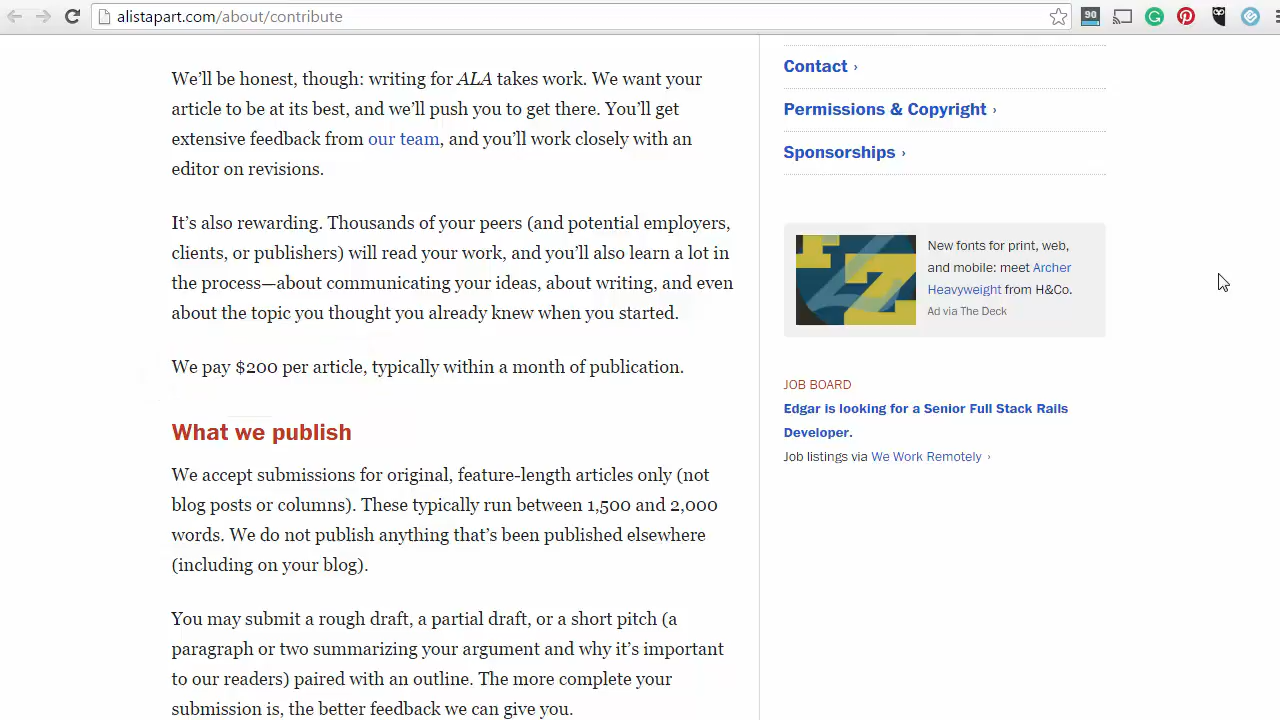 alistapart.com/about/contribute
90
We’ll be honest, though: writing for ALA takes work. We want your
article to be at its best, and we’ll push you to get there. You’ll get
extensive feedback from our team, and you’ll work closely with an
editor on revisions.
It’s also rewarding. Thousands of your peers (and potential employers,
clients, or publishers) will read your work, and you’ll also learn a lot in
the process—about communicating your ideas, about writing, and even
about the topic you thought you already knew when you started.
We pay $200 per article, typically within a month of publication.
What we publish
We accept submissions for original, feature-length articles only (not
blog posts or columns). These typically run between 1,500 and 2,000
words. We do not publish anything that’s been published elsewhere
(including on your blog).
You may submit a rough draft, a partial draft, or a short pitch (a
paragraph or two summarizing your argument and why it’s important
to our readers) paired with an outline. The more complete your
submission is, the better feedback we can give you.
Contact ›
Permissions & Copyright ›
Sponsorships ›
New fonts for print, web,
and mobile: meet Archer
Heavyweight from H&Co.
Ad via The Deck
JOB BOARD
Edgar is looking for a Senior Full Stack Rails
Developer.
Job listings via We Work Remotely ›